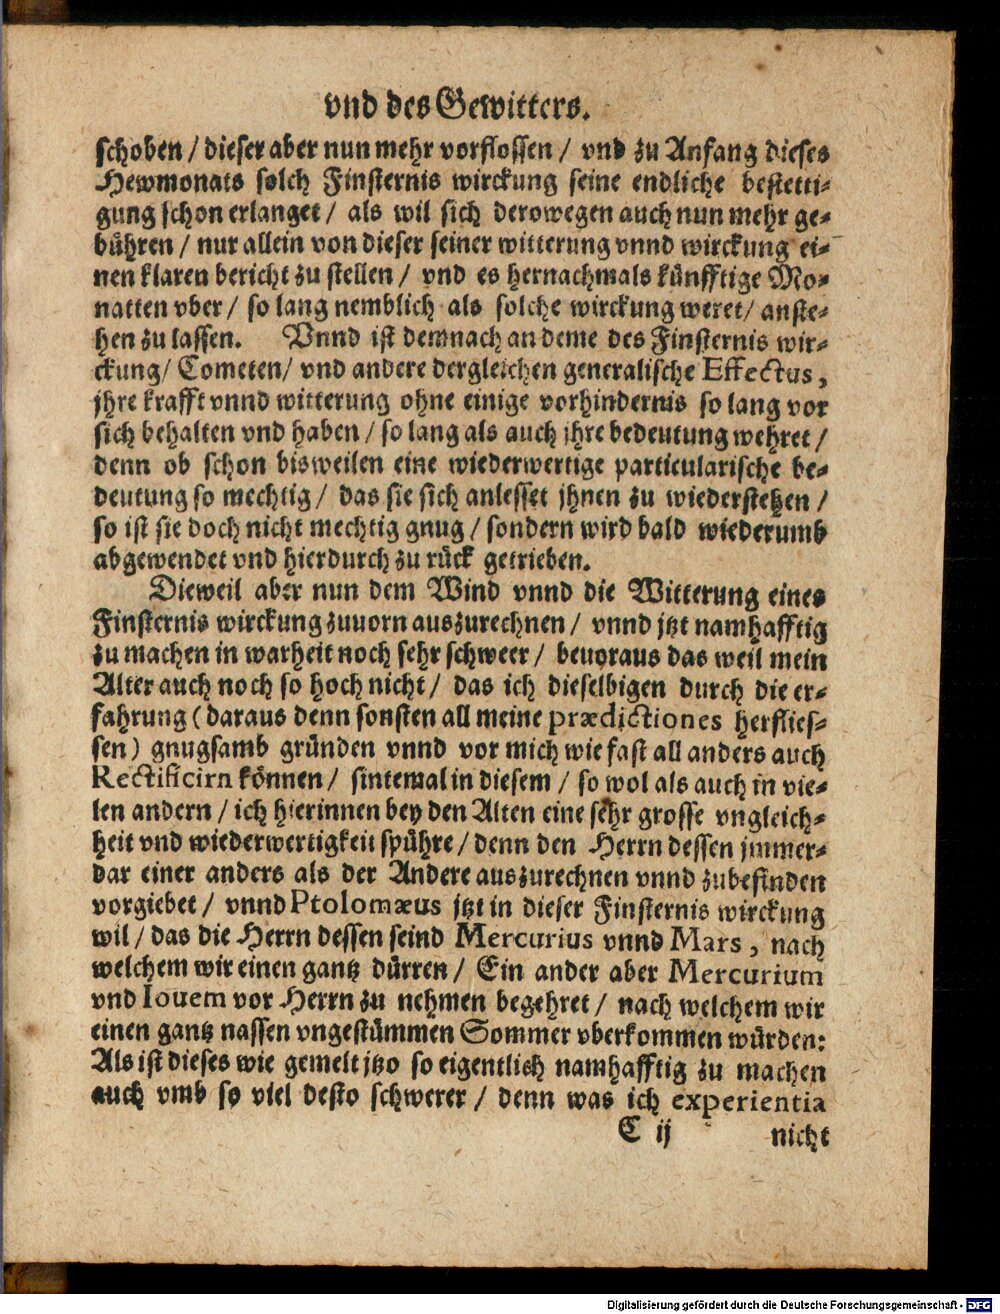 vnd des Gewitters.
schoben / dieser aber nun mehr vorflossen / vnd zu Anfang dieses
Hewmonats solch Finsternis wirckung seine endliche bestetti-
gung schon erlanget / als wil sich derowegen auch nun mehr ge-
bühren / nur allein von dieser seiner witterung vnnd wirckung ei-
nen klaren bericht zu stellen / vnd es hernachmals künfftige Mo-
natten vber / so lang nemblich als solche wirckung weret / anste-
hen zu lassen. Vnnd ist demnach an deme des Finsternis wir-
ckung / Cometen / vnd andere dergleichen generalische Effectus,
jhre krafft vnnd witterung ohne einige vorhindernis so lang vor
sich behalten vnd haben / so lang als auch jhre bedeutung wehret /
denn ob schon bisweilen eine wiederwertige particularische be-
deutung so mechtig / das sie sich anlesset jhnen zu wiedersetzen /
so ist sie doch nicht mechtig gnug / sondern wird bald wiederumb
abgewendet vnd hierdurch zu rück getrieben.
Dieweil aber nun dem Wind vnnd die Witterung eines
Finsternis wirckung zuuorn auszurechnen / vnnd jtzt namhafftig
zu machen in warheit noch sehr schweer / beuoraus das weil mein
Alter auch noch so hoch nicht / das ich dieselbigen durch die er-
fahrung (daraus denn sonsten all meine prædictiones herflies-
sen) gnugsamb gründen vnnd vor mich wie fast all anders auch
Rectificirn können / sintemal in diesem / so wol als auch in vie-
len andern / ich hierinnen bey den Alten eine sehr grosse vngleich-
heit vnd wiederwertigkeit spühre / denn den Herrn dessen jmmer-
dar einer anders als der Andere auszurechnen vnnd zubefinden
vorgiebet / vnnd Ptolomæus jtzt in dieser Finsternis wirckung
wil / das die Herrn dessen seind Mercurius vnnd Mars, nach
welchem wir einen gantz dürren / Ein ander aber Mercurium
vnd Iouem vor Herrn zu nehmen begehret / nach welchem wir
einen gantz nassen vngestümmen Sommer vberkommen würden:
Als ist dieses wie gemelt jtzo so eigentlich namhafftig zu machen
auch vmb so viel desto schwerer / denn was ich experientia
C ij nicht
Digitalisierung gefördert durch die Deutsche Forschungsgemeinschaft - DFG